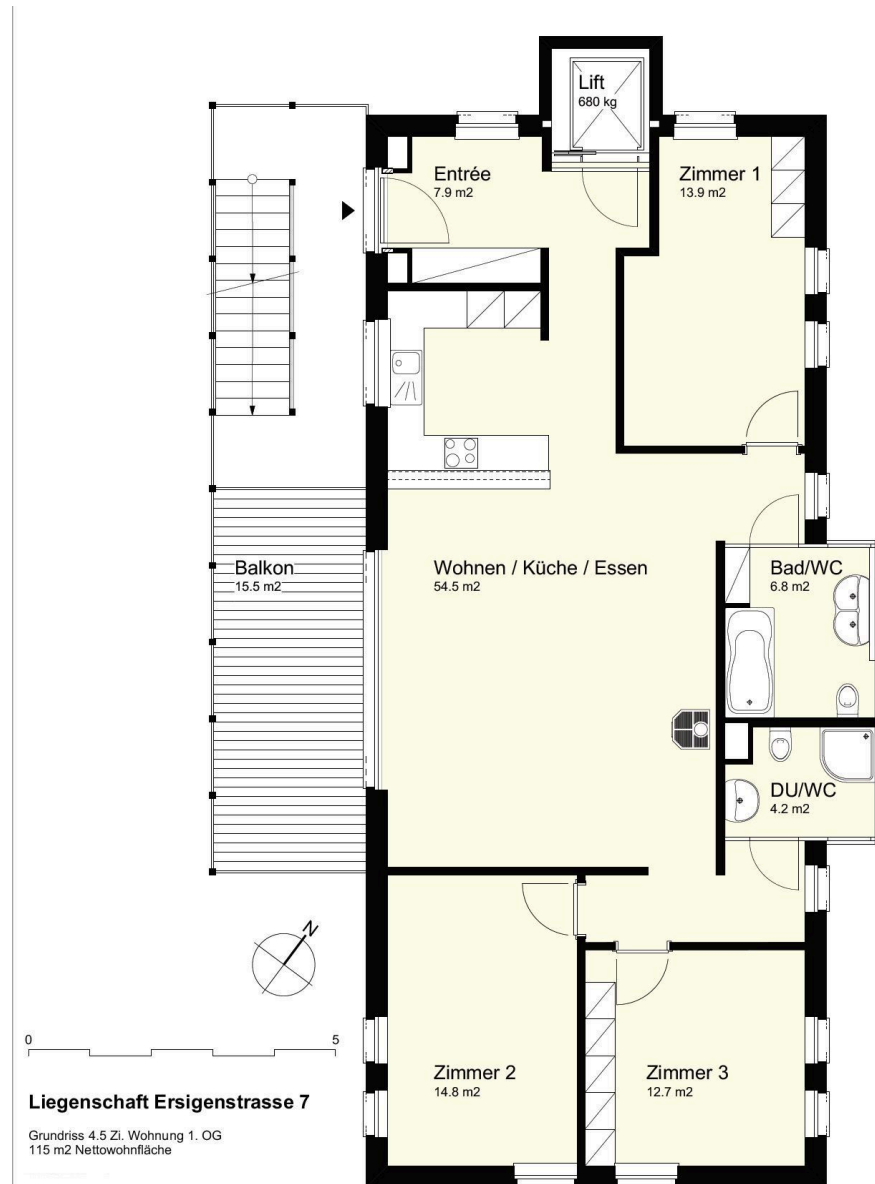 Lift
680 kg
Entrée
7.9 m2
Zimmer 1
13.9 m2
Balkon
15.5 m2
Wohnen / Küche / Essen
54.5 m2
Bad/WC
6.8 m2
DU/WC
4.2 m2
N
0 5
Zimmer 2
14.8 m2
Zimmer 3
12.7 m2
Liegenschaft Ersigenstrasse 7
Grundriss 4.5 Zi. Wohnung 1. OG
115 m2 Nettowohnfläche